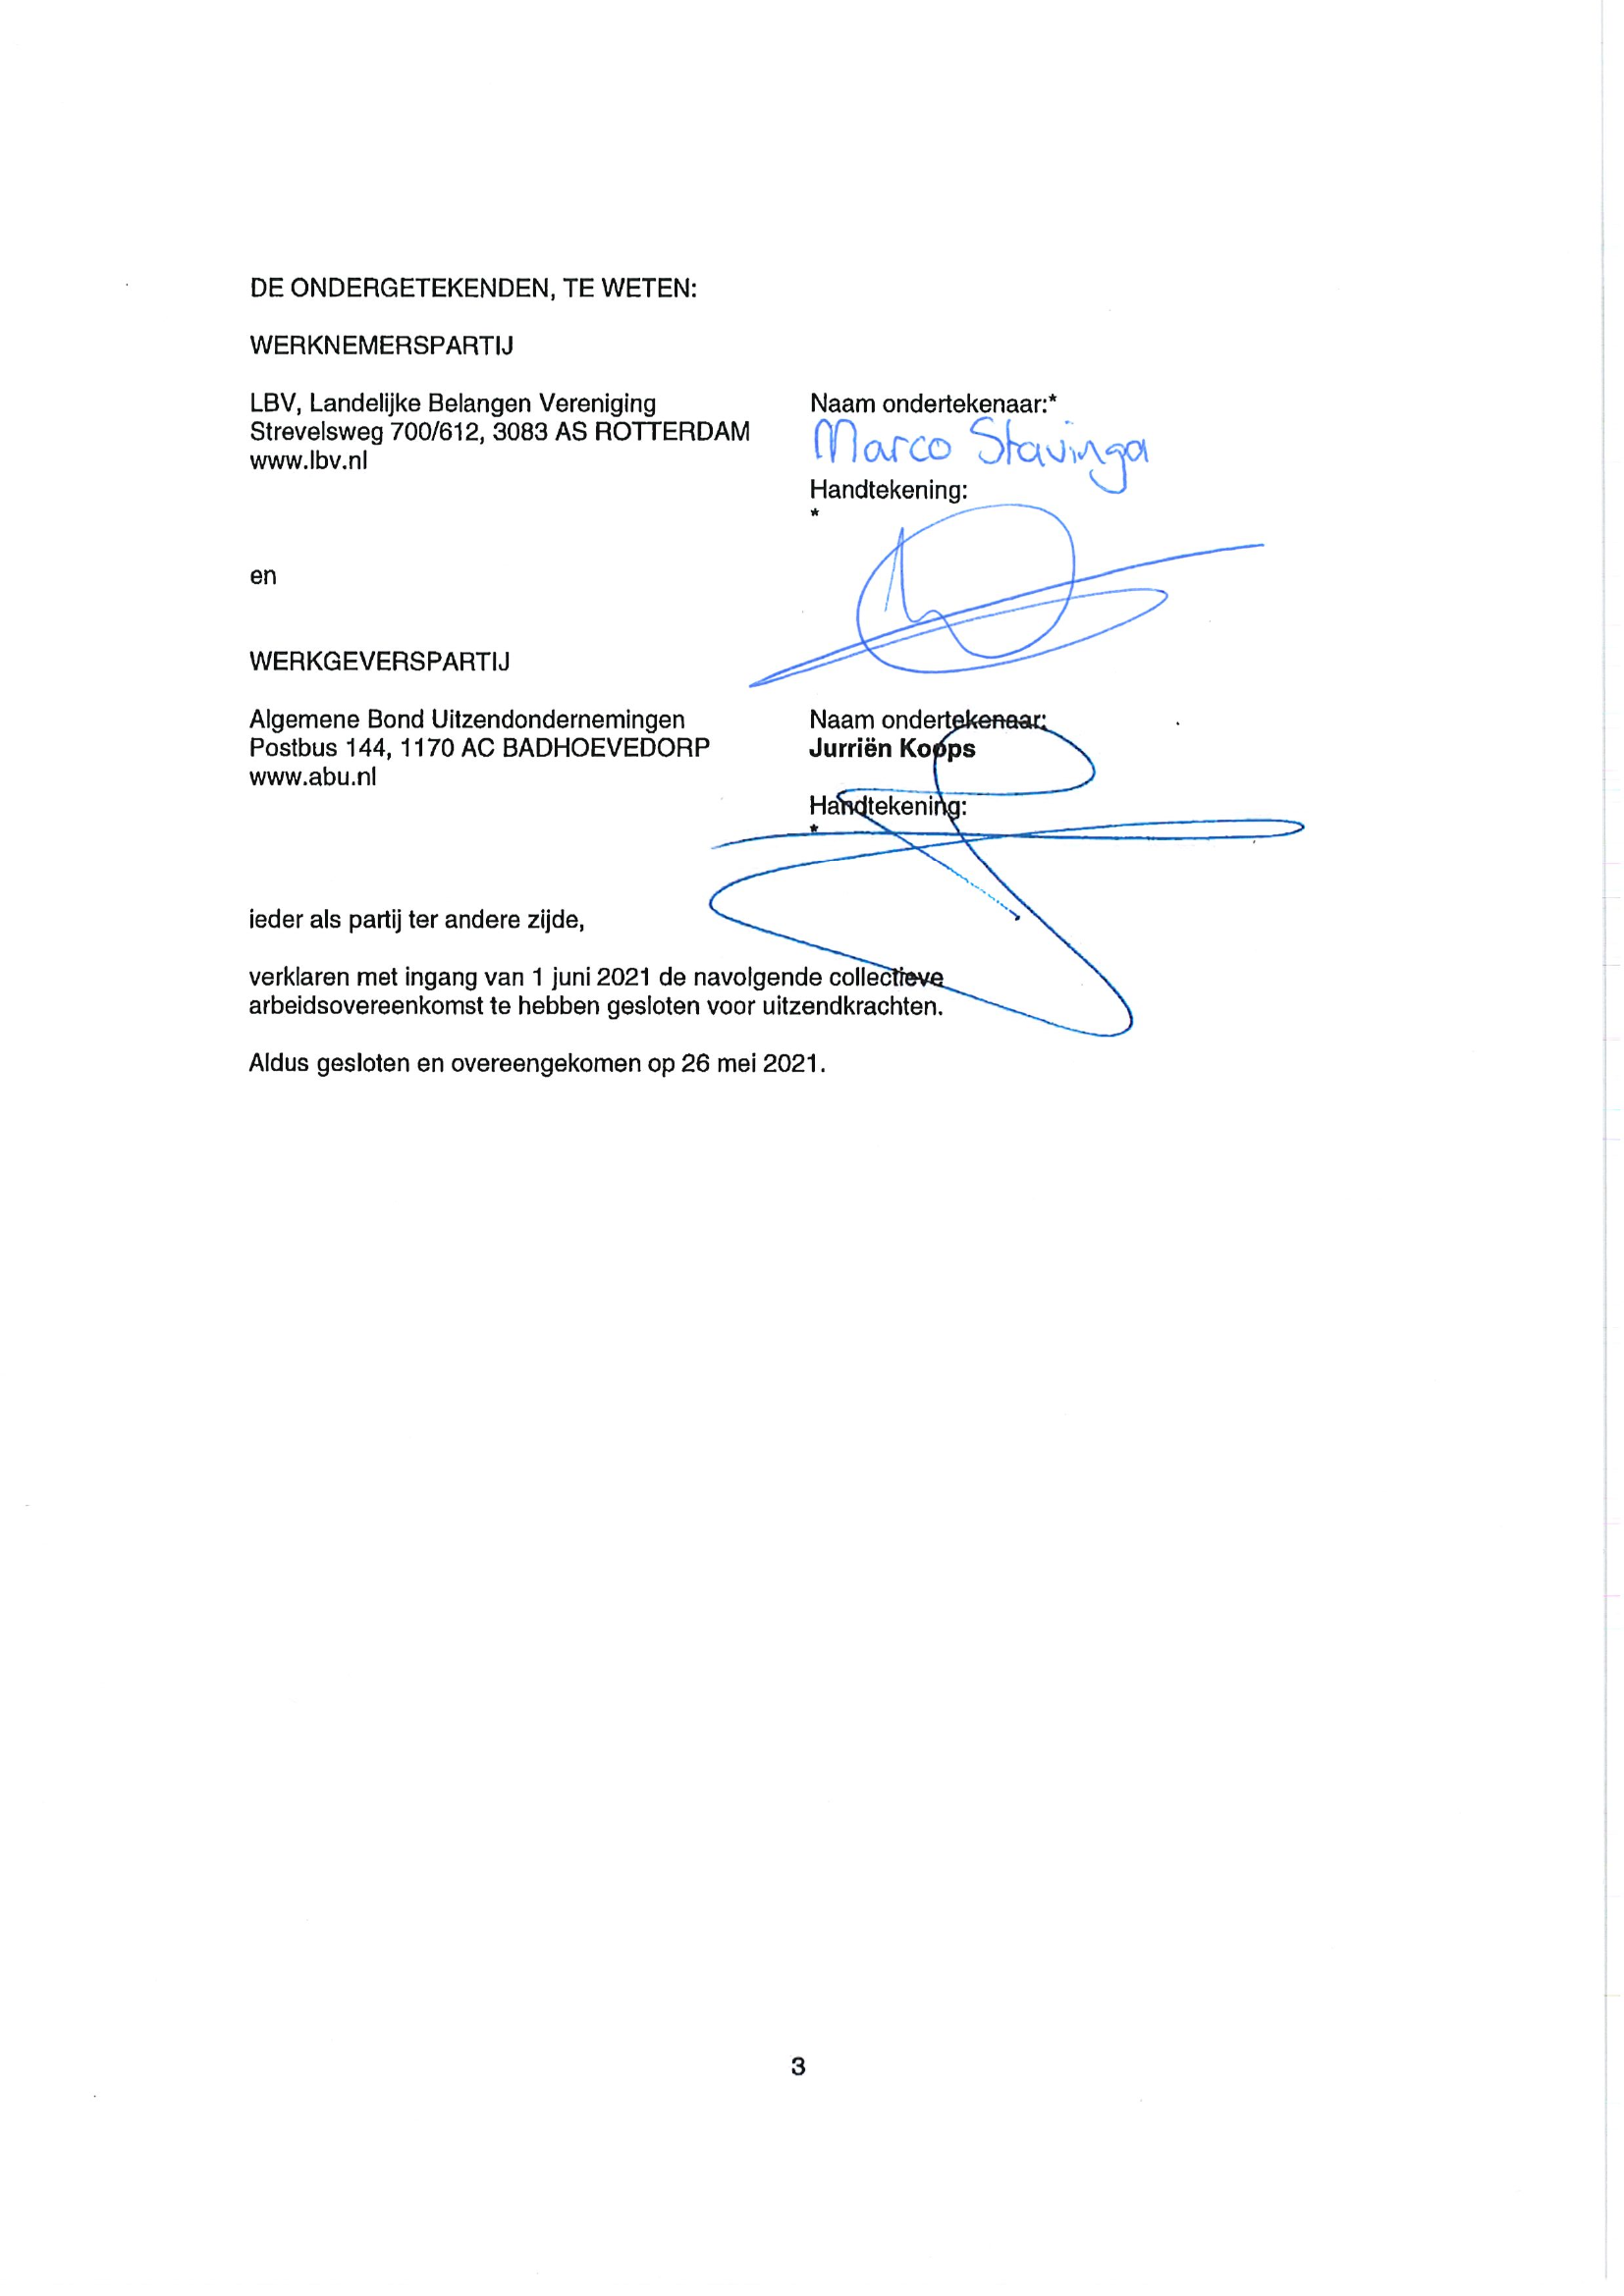 DE ONDERGETEKENDEN, TE WETEN:
WERKNEMERSPARTIJ
LBV, Landelijke Belangen Vereniging
Strevelsweg 700/612, 3083 AS ROTTERDAM
www.lbv.nl
Naam ondertekenaar:*
Marco Stavinga
Handtekening:
*
en
WERKGEVERSPARTIJ
Algemene Bond Uitzendondernemingen
Postbus 144, 1170 AC BADHOEVEDORP
www.abu.nl
Naam ondertekenaar:
Jurriën Koops
Handtekening:
*
ieder als partij ter andere zijde,
verklaren met ingang van 1 juni 2021 de navolgende collectieve
arbeidsovereenkomst te hebben gesloten voor uitzendkrachten.
Aldus gesloten en overeengekomen op 26 mei 2021.
3